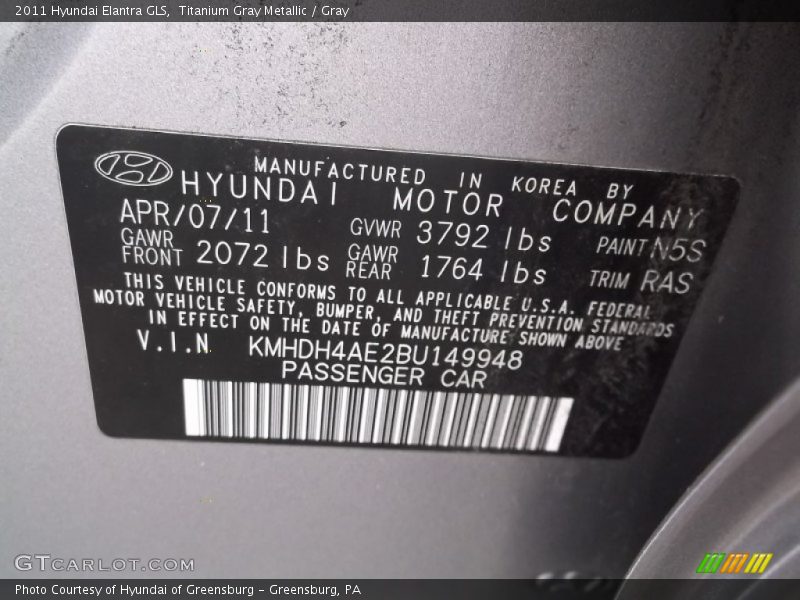 2011 Hyundai Elantra GLS, Titanium Gray Metallic / Gray
MANUFACTURED IN KOREA BY
HYUNDAI MOTOR COMPANY
APR/07/11 GVWR 3792 lbs PAINT N5S
GAWR FRONT 2072 lbs GAWR REAR 1764 lbs TRIM RAS
THIS VEHICLE CONFORMS TO ALL APPLICABLE U.S.A. FEDERAL
MOTOR VEHICLE SAFETY, BUMPER, AND THEFT PREVENTION STANDARDS
IN EFFECT ON THE DATE OF MANUFACTURE SHOWN ABOVE
V.I.N KMHDH4AE2BU149948
PASSENGER CAR
GTCARLOT.COM
Photo Courtesy of Hyundai of Greensburg - Greensburg, PA